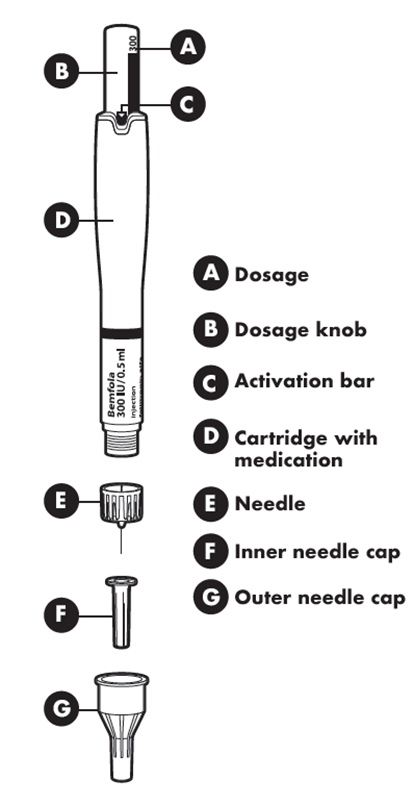 A
300
B
C
D
Bemfola
300 IU/0.5 ml
Injection
E
F
G
A Dosage
B Dosage knob
C Activation bar
D Cartridge with
medication
E Needle
F Inner needle cap
G Outer needle cap